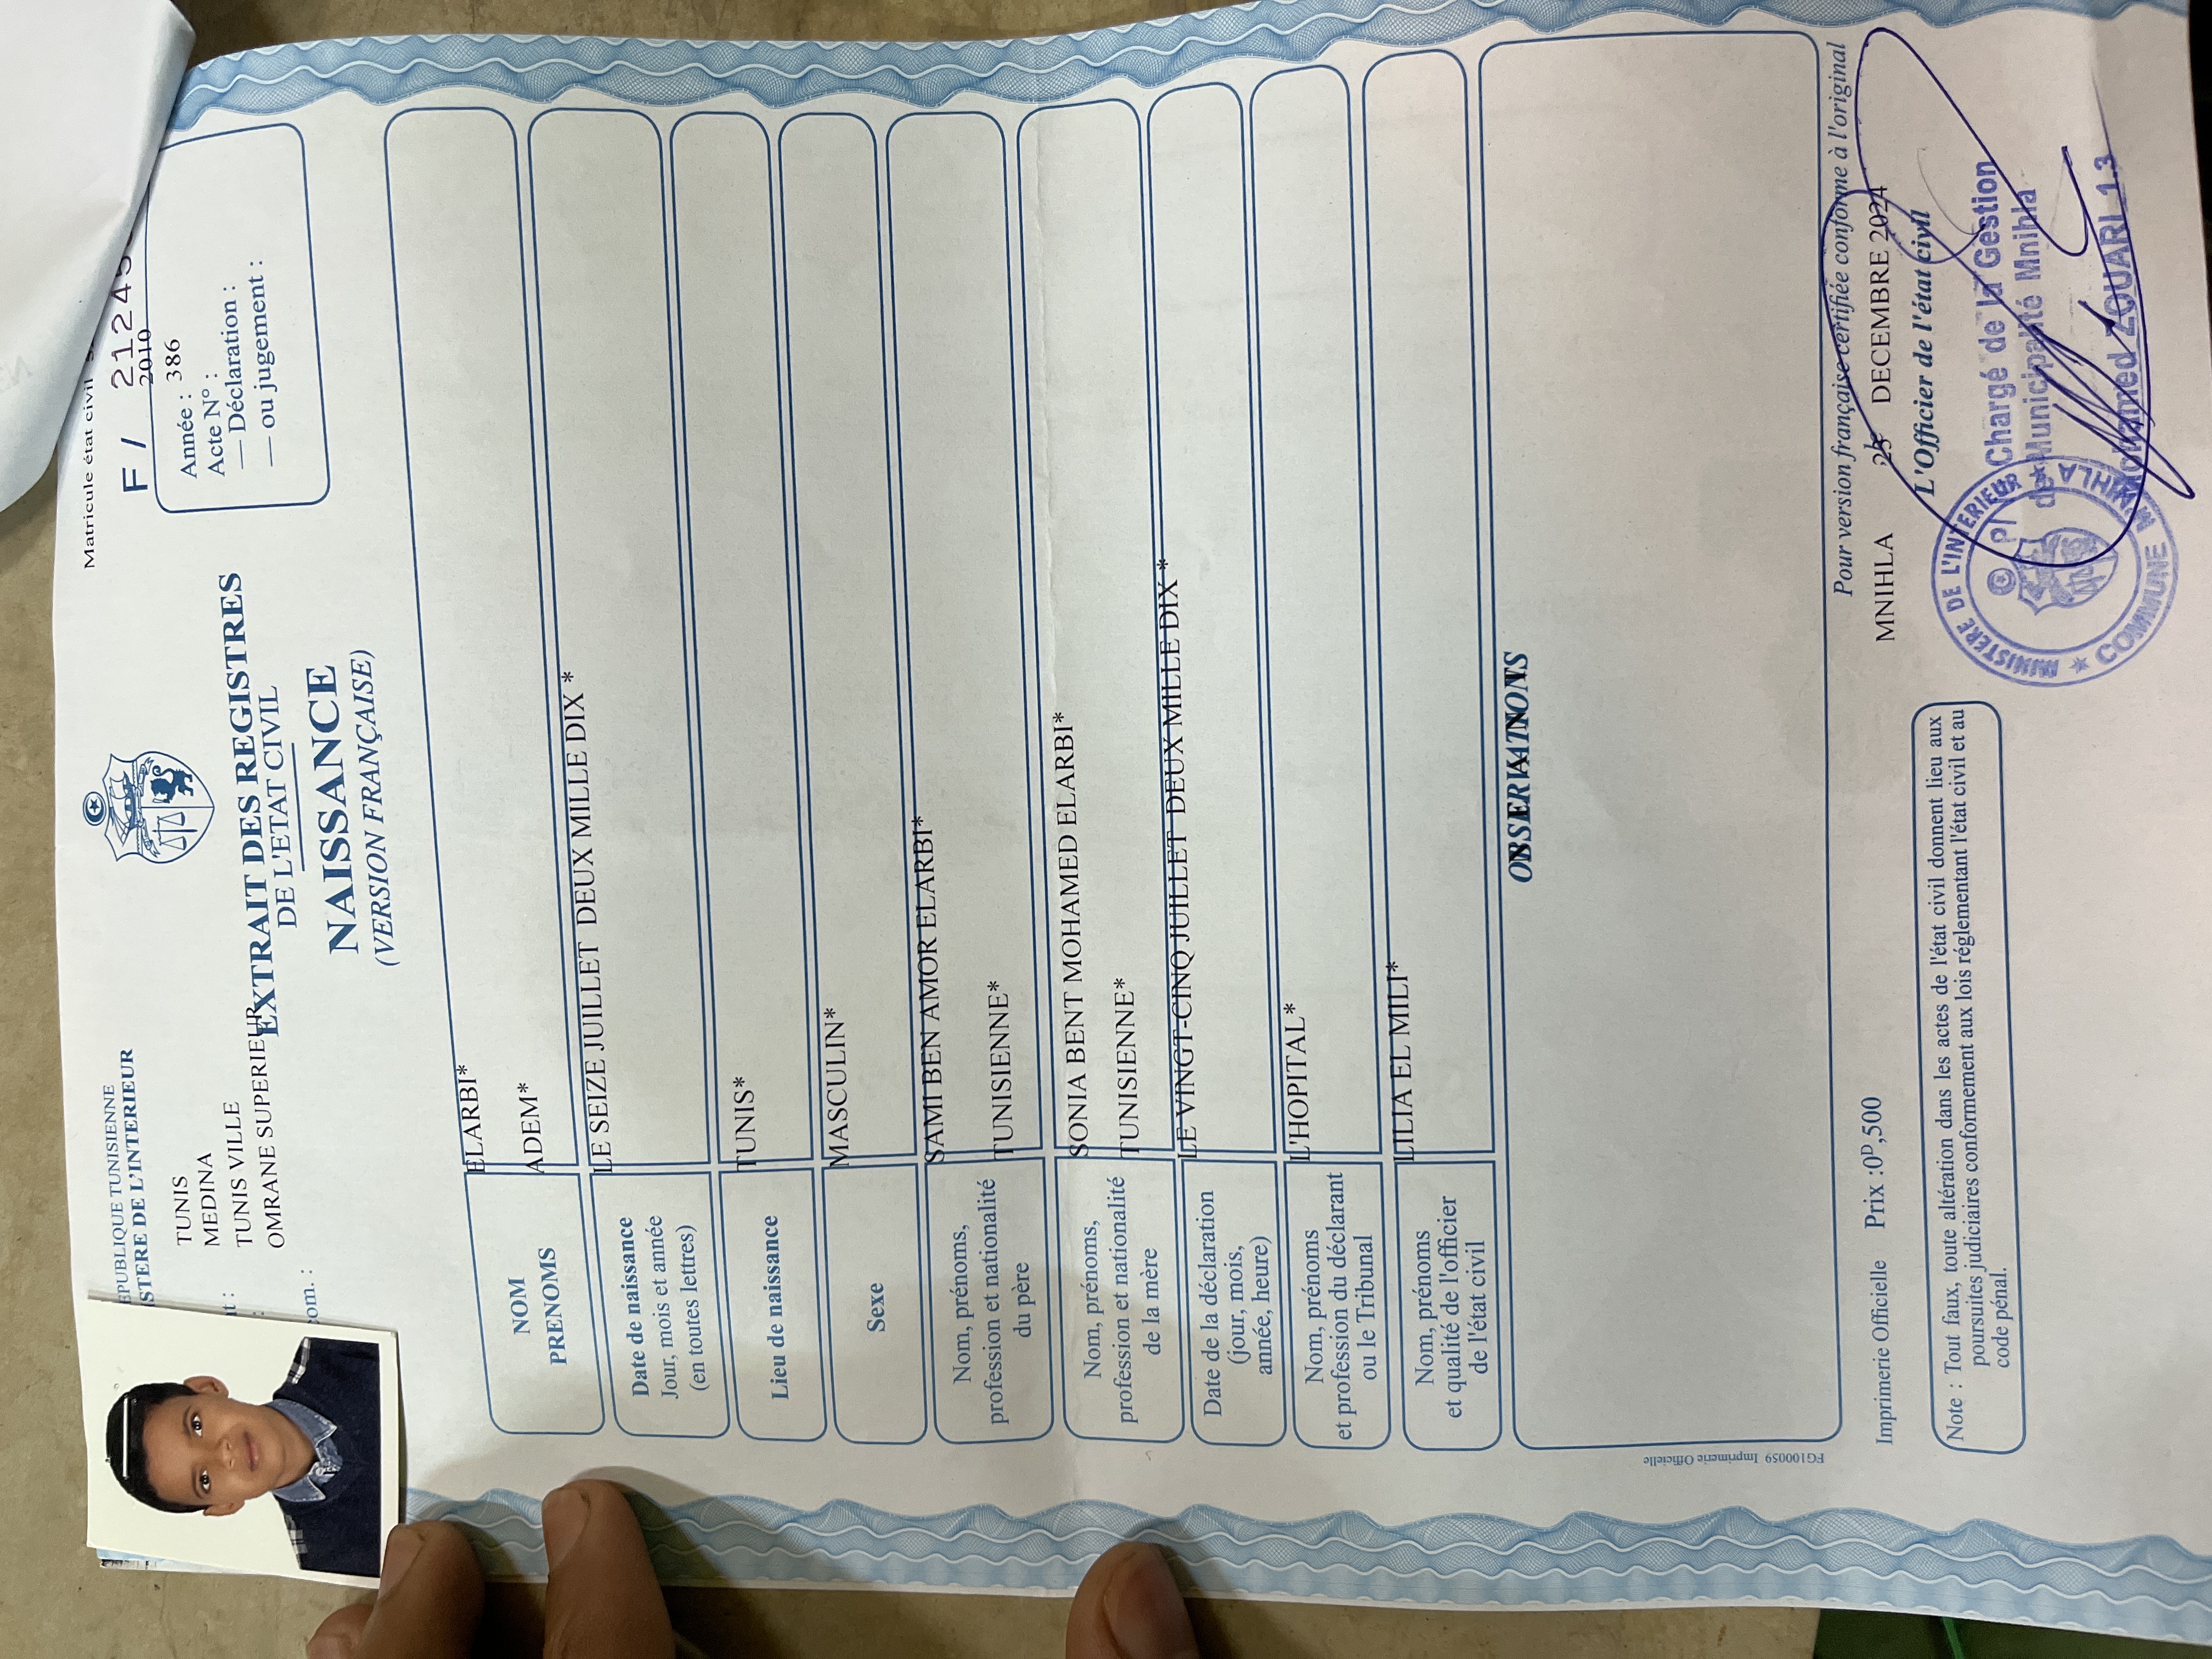 EPUBLIQUE TUNISIENNE
STERE DE L'INTERIEUR
Matricule état civil
F / 21245
TUNIS
MEDINA
TUNIS VILLE
OMRANE SUPERIEUR
om. :
2010
Année : 386
Acte N° :
— Déclaration :
— ou jugement :
EXTRAIT DES REGISTRES
DE L'ETAT CIVIL
NAISSANCE
(VERSION FRANÇAISE)
NOM
PRENOMS
ELARBI*
ADEM*
Date de naissance
Jour, mois et année
(en toutes lettres)
LE SEIZE JUILLET DEUX MILLE DIX *
Lieu de naissance
TUNIS*
Sexe
MASCULIN*
Nom, prénoms,
profession et nationalité
du père
SAMI BEN AMOR ELARBI*
TUNISIENNE*
Nom, prénoms,
profession et nationalité
de la mère
SONIA BENT MOHAMED ELARBI*
TUNISIENNE*
Date de la déclaration
(jour, mois,
année, heure)
LE VINGT-CINQ JUILLET DEUX MILLE DIX *
Nom, prénoms
et profession du déclarant
ou le Tribunal
L'HOPITAL*
Nom, prénoms
et qualité de l'officier
de l'état civil
LILIA EL MILI*
OBSERVATIONS
FG100059 Imprimerie Officielle
Pour version française certifiée conforme à l'original
Imprimerie Officielle Prix :0ᴰ,500
MNIHLA DECEMBRE 2024
L'Officier de l'état civil
Chargé de la Gestion
de Municipalité Mnihla
Mohamed ZOUARI 13
MINISTERE DE L'INTERIEUR
COMMUNE MNIHLA
Note : Tout faux, toute altération dans les actes de l'état civil donnent lieu aux
poursuites judiciaires conformement aux lois réglementant l'état civil et au
code pénal.